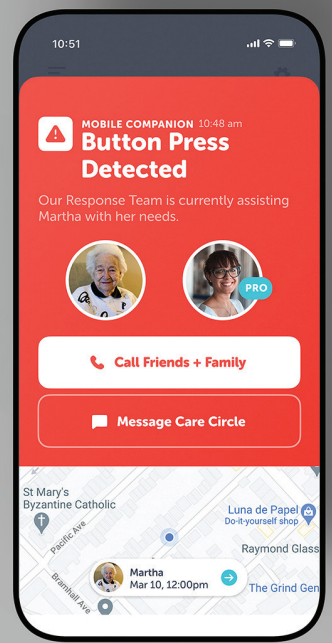 10:51
MOBILE COMPANION 10:48 am
Button Press
Detected
Our Response Team is currently assisting
Martha with her needs.
PRO
Call Friends + Family
Message Care Circle
St Mary's
Byzantine Catholic
Luna de Papel
Do-it-yourself shop
Pacific Ave
Raymond Glass
Martha
Mar 10, 12:00pm
Bramhall Ave
The Grind Gen